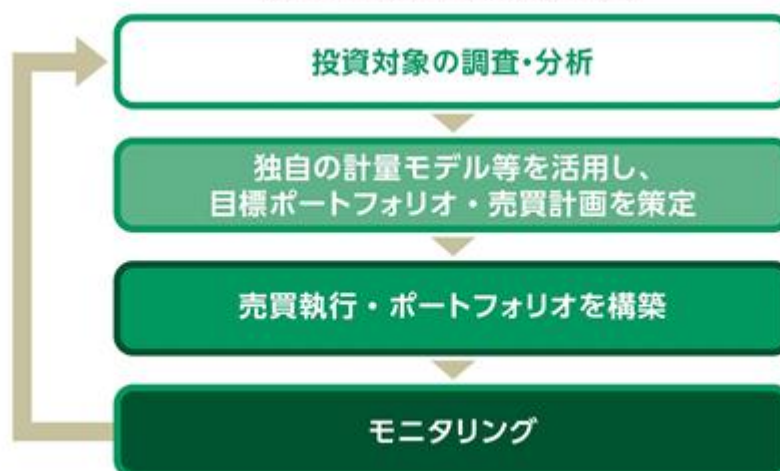 投資対象の調査・分析
独自の計量モデル等を活用し、
目標ポートフォリオ・売買計画を策定
売買執行・ポートフォリオを構築
モニタリング